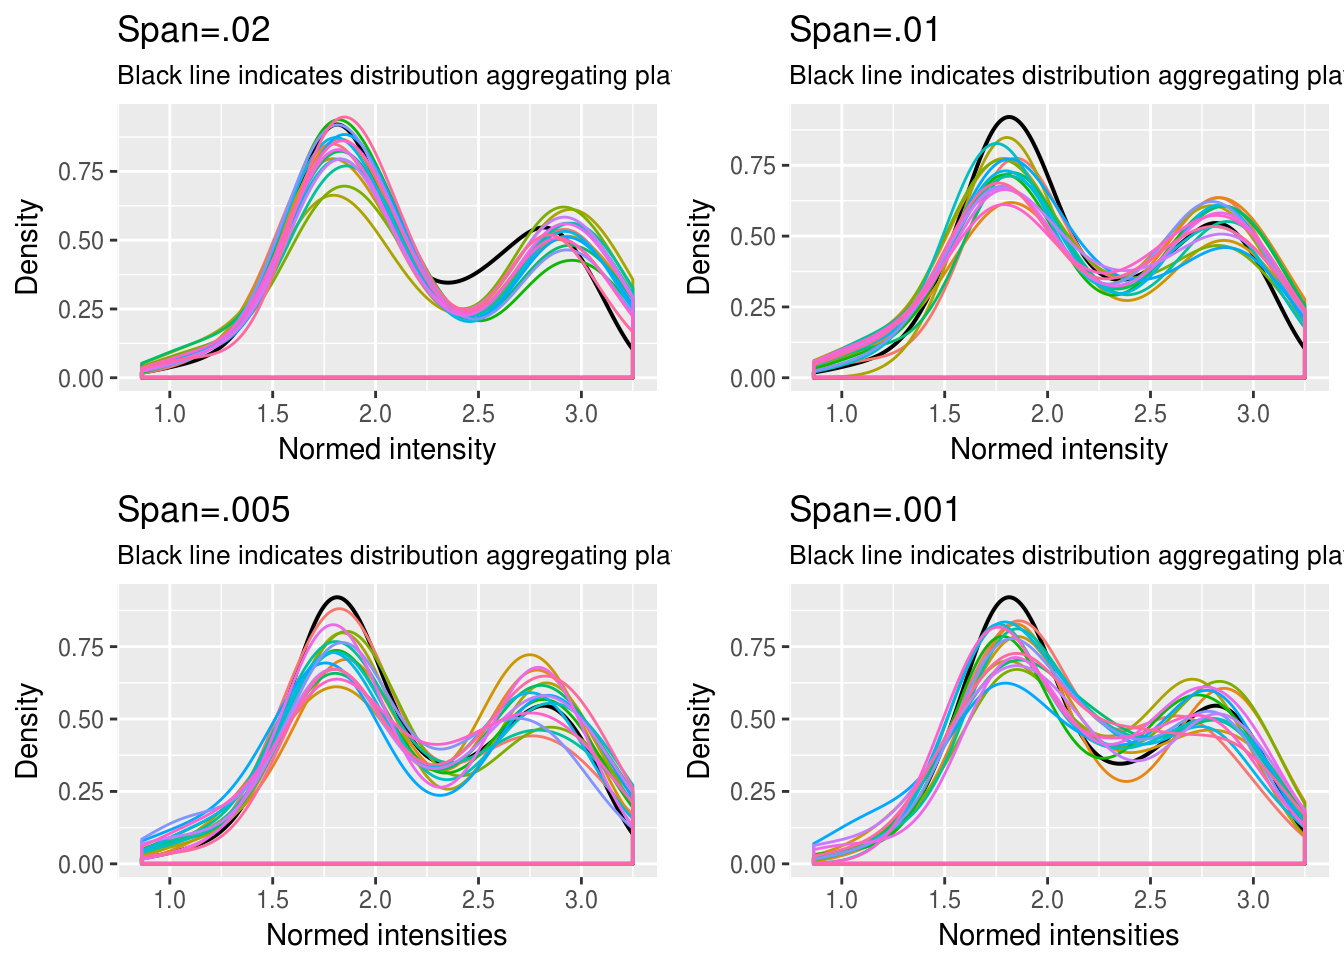 Span=.02
Black line indicates distribution aggregating
Density
0.75
0.50
0.25
0.00
1.0 1.5 2.0 2.5 3.0
Normed intensity
Span=.01
Black line indicates distribution aggregating
Density
0.75
0.50
0.25
0.00
1.0 1.5 2.0 2.5 3.0
Normed intensity
Span=.005
Black line indicates distribution aggregating
Density
0.75
0.50
0.25
0.00
1.0 1.5 2.0 2.5 3.0
Normed intensities
Span=.001
Black line indicates distribution aggregating
Density
0.75
0.50
0.25
0.00
1.0 1.5 2.0 2.5 3.0
Normed intensities